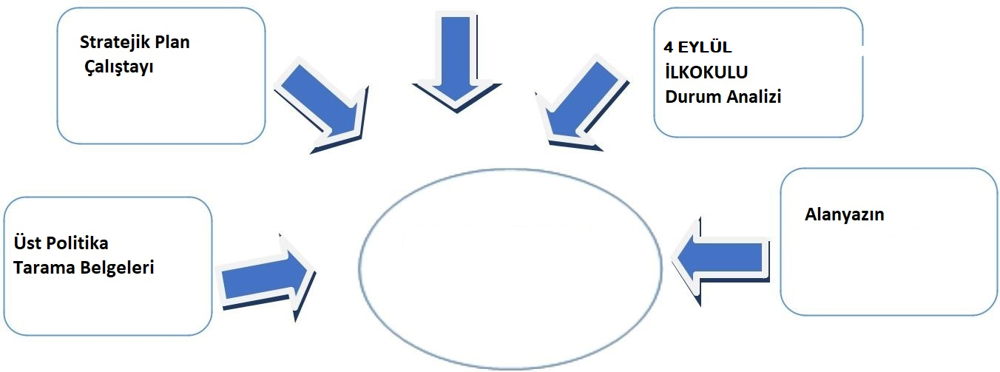 Stratejik Plan
Çalıştayı
4 EYLÜL
İLKOKULU
Durum Analizi
Üst Politika
Tarama Belgeleri
Alanyazın